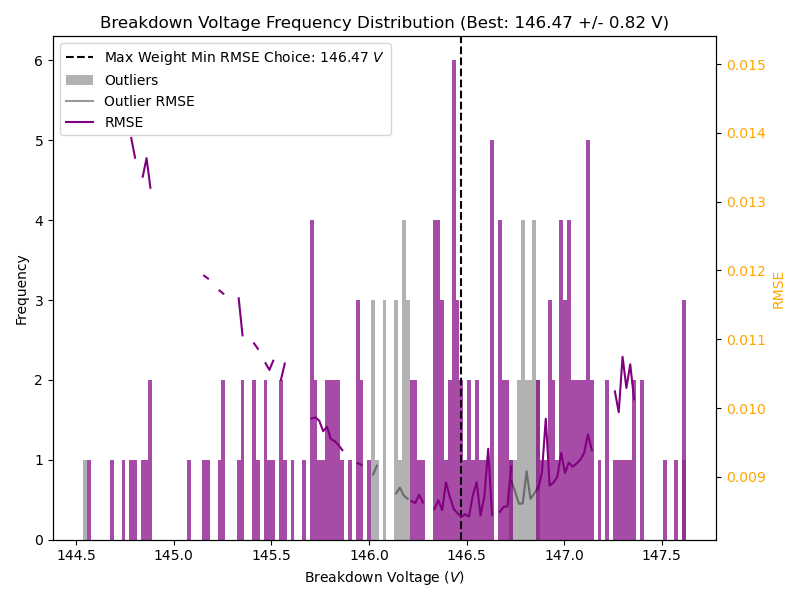 Breakdown Voltage Frequency Distribution (Best: 146.47 +/- 0.82 V)
Max Weight Min RMSE Choice: 146.47 V
Outliers
Outlier RMSE
RMSE
Frequency
6
5
4
3
2
1
0
0.015
0.014
0.013
0.012
0.011
0.010
0.009
RMSE
144.5 145.0 145.5 146.0 146.5 147.0 147.5
Breakdown Voltage (V)